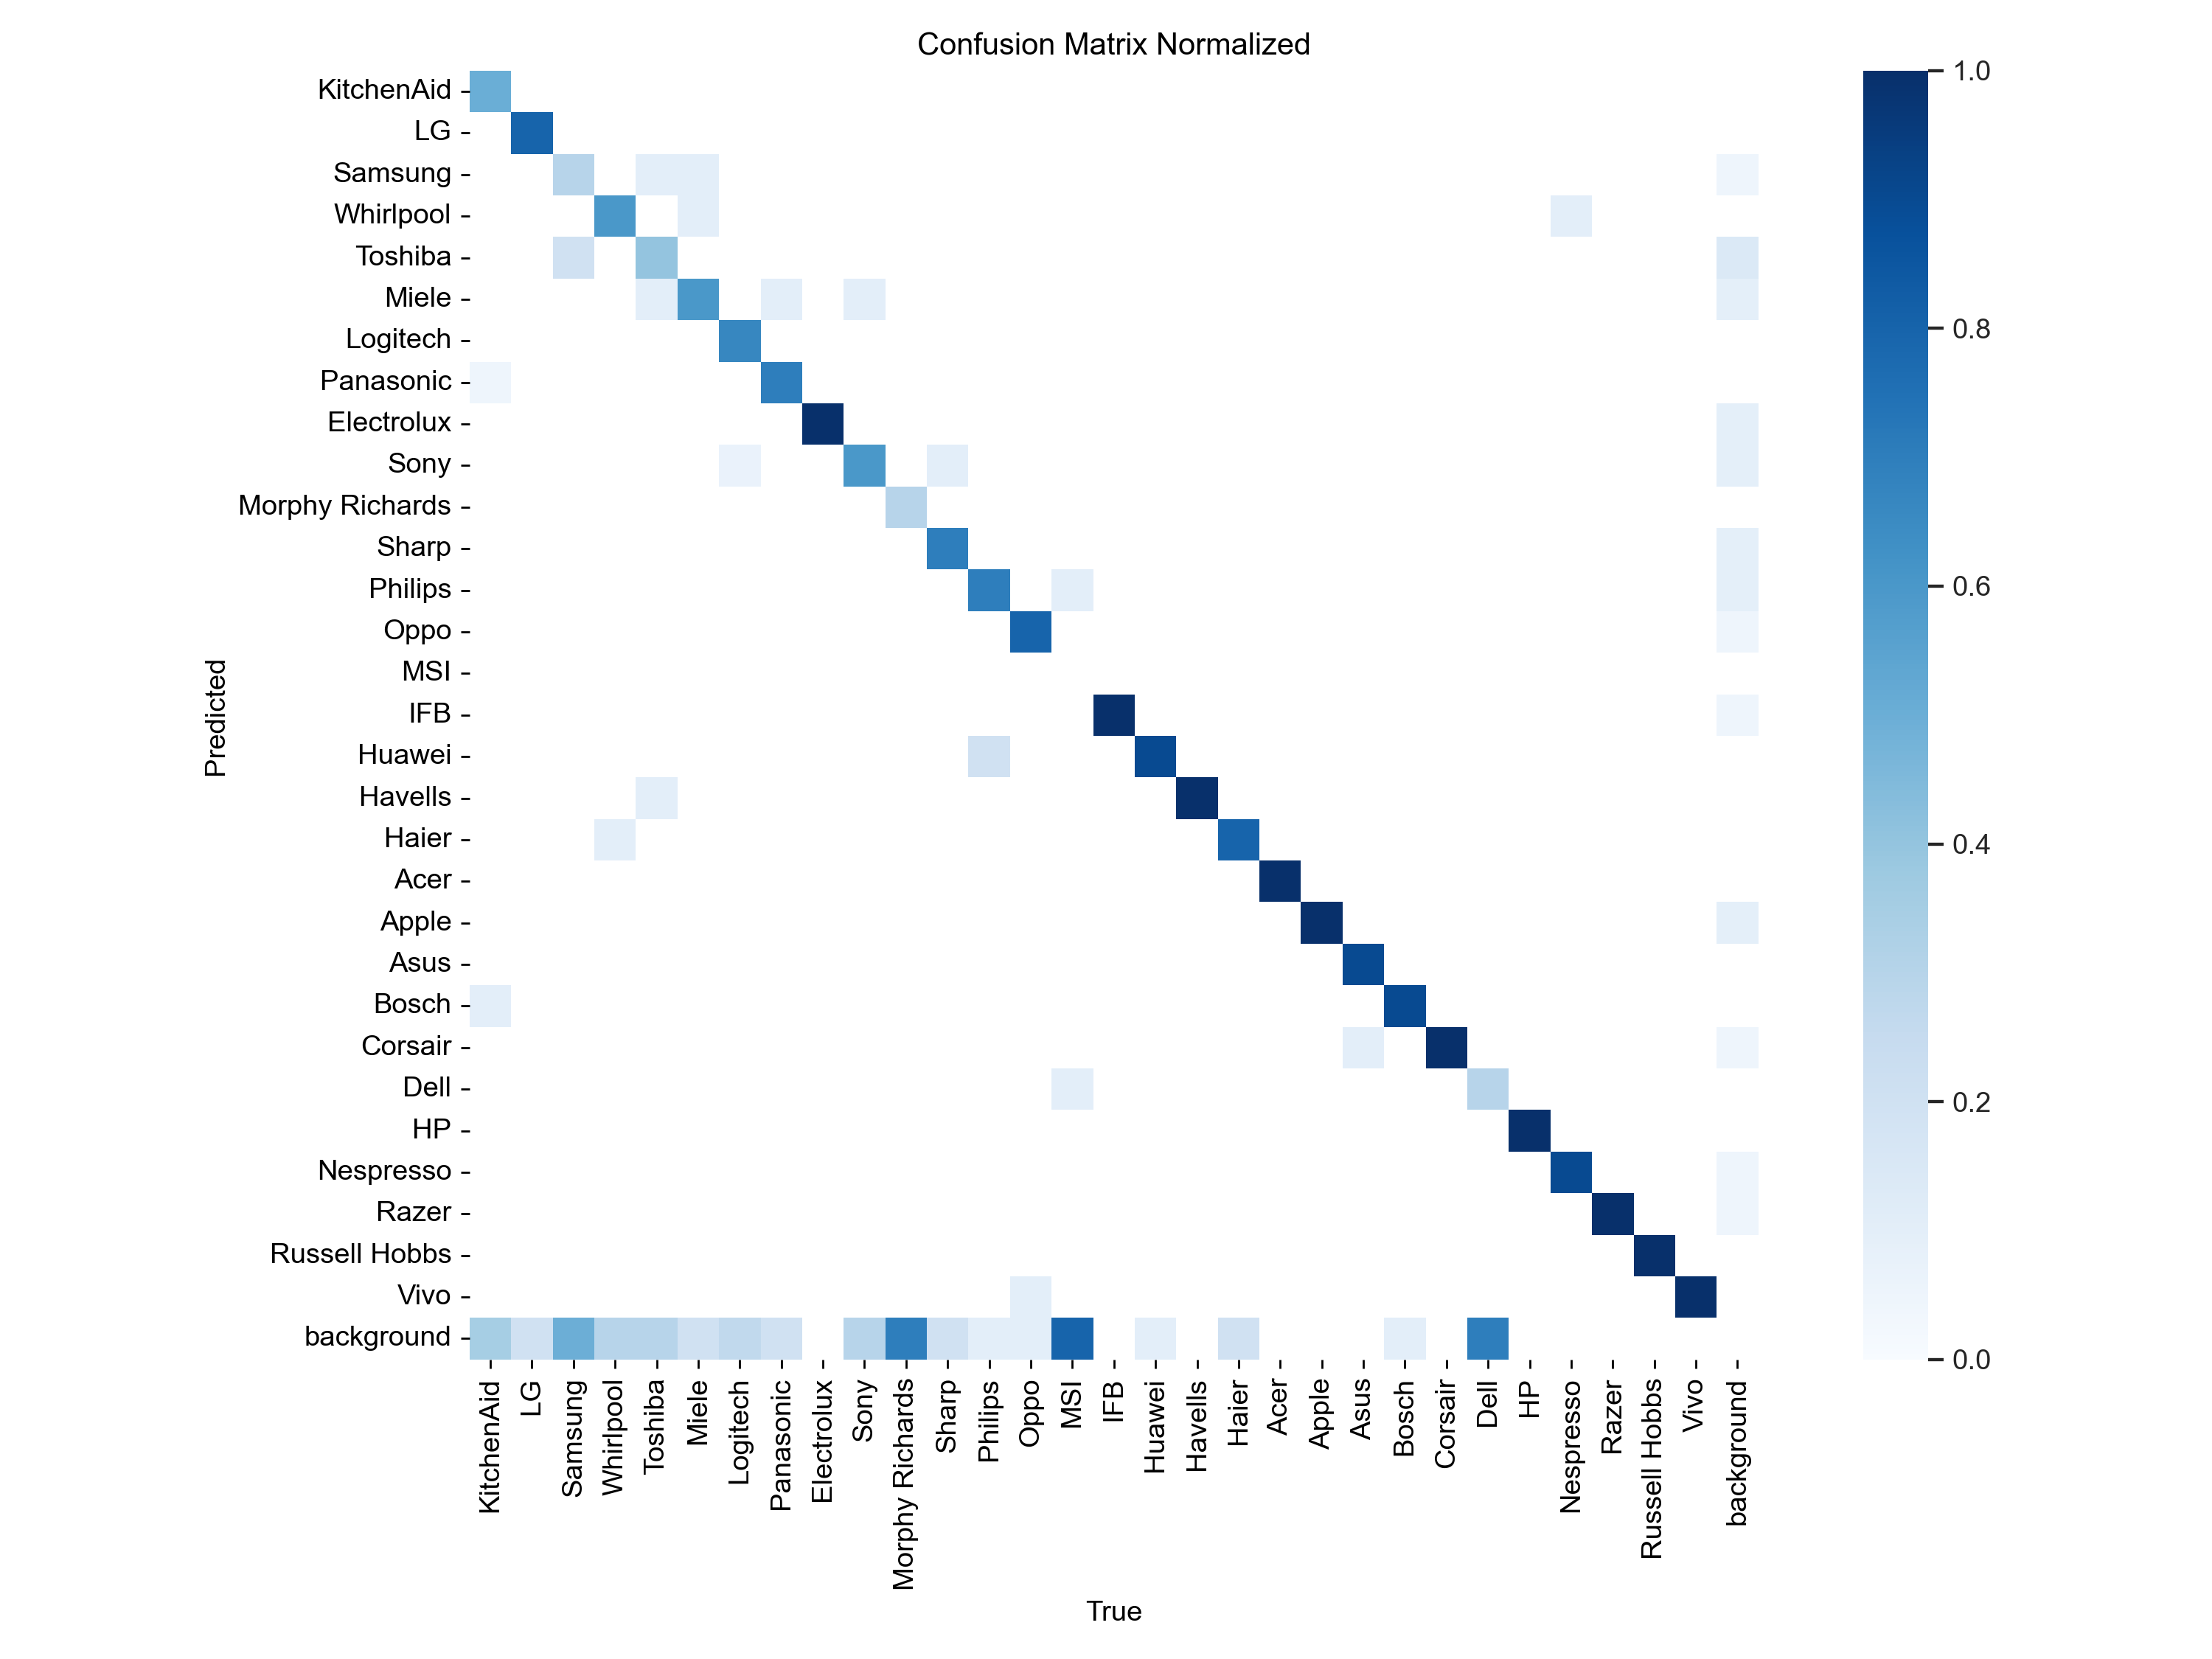 Confusion Matrix Normalized
KitchenAid
LG
Samsung
Whirlpool
Toshiba
Miele
Logitech
Panasonic
Electrolux
Sony
Morphy Richards
Sharp
Philips
Oppo
MSI
IFB
Huawei
Havells
Haier
Acer
Apple
Asus
Bosch
Corsair
Dell
HP
Nespresso
Razer
Russell Hobbs
Vivo
background
Predicted
KitchenAid
LG
Samsung
Whirlpool
Toshiba
Miele
Logitech
Panasonic
Electrolux
Sony
Morphy Richards
Sharp
Philips
Oppo
MSI
IFB
Huawei
Havells
Haier
Acer
Apple
Asus
Bosch
Corsair
Dell
HP
Nespresso
Razer
Russell Hobbs
Vivo
background
True
1.0
0.8
0.6
0.4
0.2
0.0